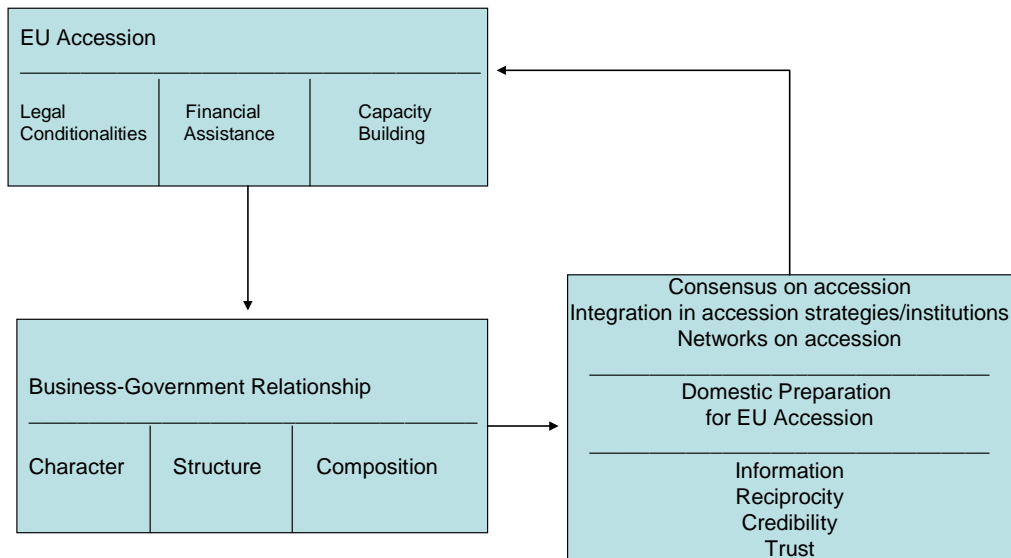 EU Accession
Legal
Conditionalities
Financial
Assistance
Capacity
Building
Business-Government Relationship
Character
Structure
Composition
Consensus on accession
Integration in accession strategies/institutions
Networks on accession
Domestic Preparation
for EU Accession
Information
Reciprocity
Credibility
Trust